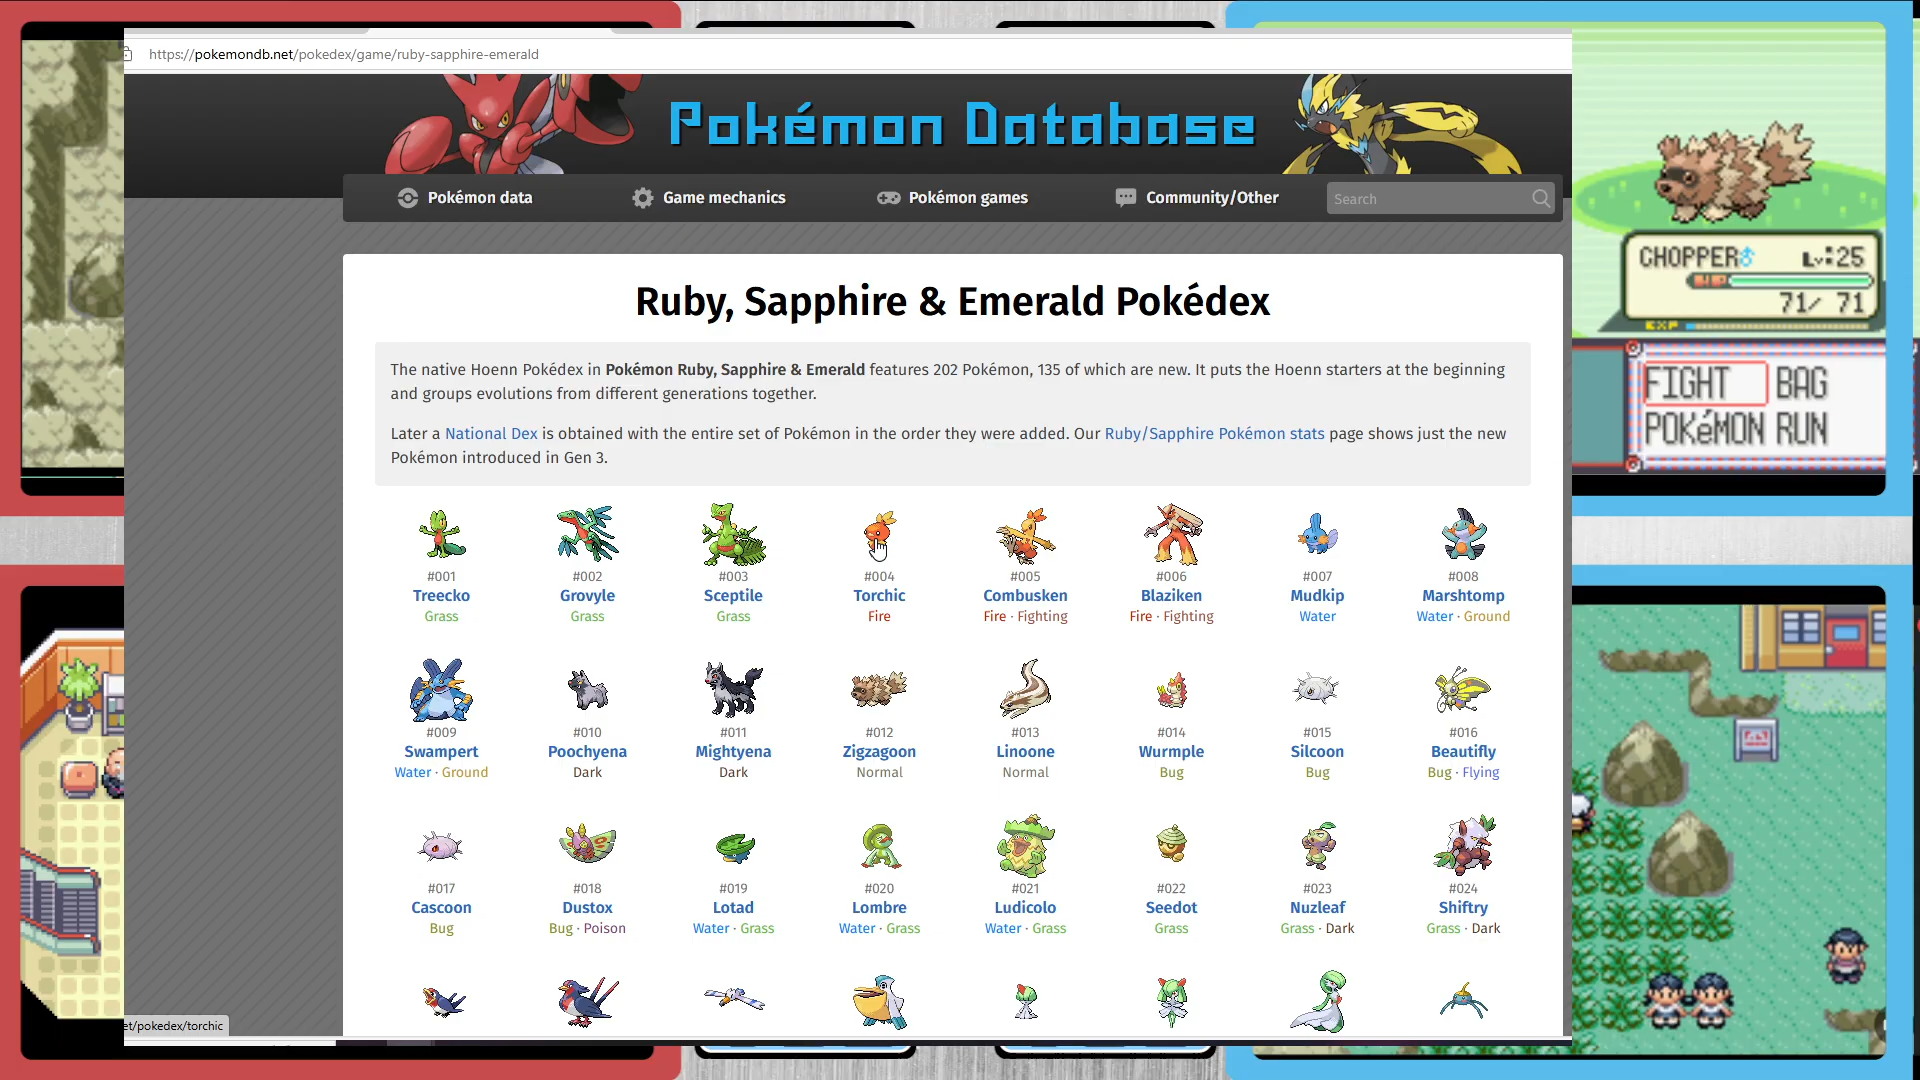 https://pokemondb.net/pokedex/game/ruby-sapphire-emerald
Pokémon Database
Pokémon data
Game mechanics
Pokémon games
Community/Other
Search
Ruby, Sapphire & Emerald Pokédex
The native Hoenn Pokédex in Pokémon Ruby, Sapphire & Emerald features 202 Pokémon, 135 of which are new. It puts the Hoenn starters at the beginning
and groups evolutions from different generations together.
Later a National Dex is obtained with the entire set of Pokémon in the order they were added. Our Ruby/Sapphire Pokémon stats page shows just the new
Pokémon introduced in Gen 3.
#001
Treecko
Grass
#002
Grovyle
Grass
#003
Sceptile
Grass
#004
Torchic
Fire
#005
Combusken
Fire · Fighting
#006
Blaziken
Fire · Fighting
#007
Mudkip
Water
#008
Marshtomp
Water · Ground
#009
Swampert
Water · Ground
#010
Poochyena
Dark
#011
Mightyena
Dark
#012
Zigzagoon
Normal
#013
Linoone
Normal
#014
Wurmple
Bug
#015
Silcoon
Bug
#016
Beautifly
Bug · Flying
#017
Cascoon
Bug
#018
Dustox
Bug · Poison
#019
Lotad
Water · Grass
#020
Lombre
Water · Grass
#021
Ludicolo
Water · Grass
#022
Seedot
Grass
#023
Nuzleaf
Grass · Dark
#024
Shiftry
Grass · Dark
et/pokedex/torchic
CHOPPER♂ Lv:25
HP
71/ 71
EXP
FIGHT BAG
POKéMON RUN